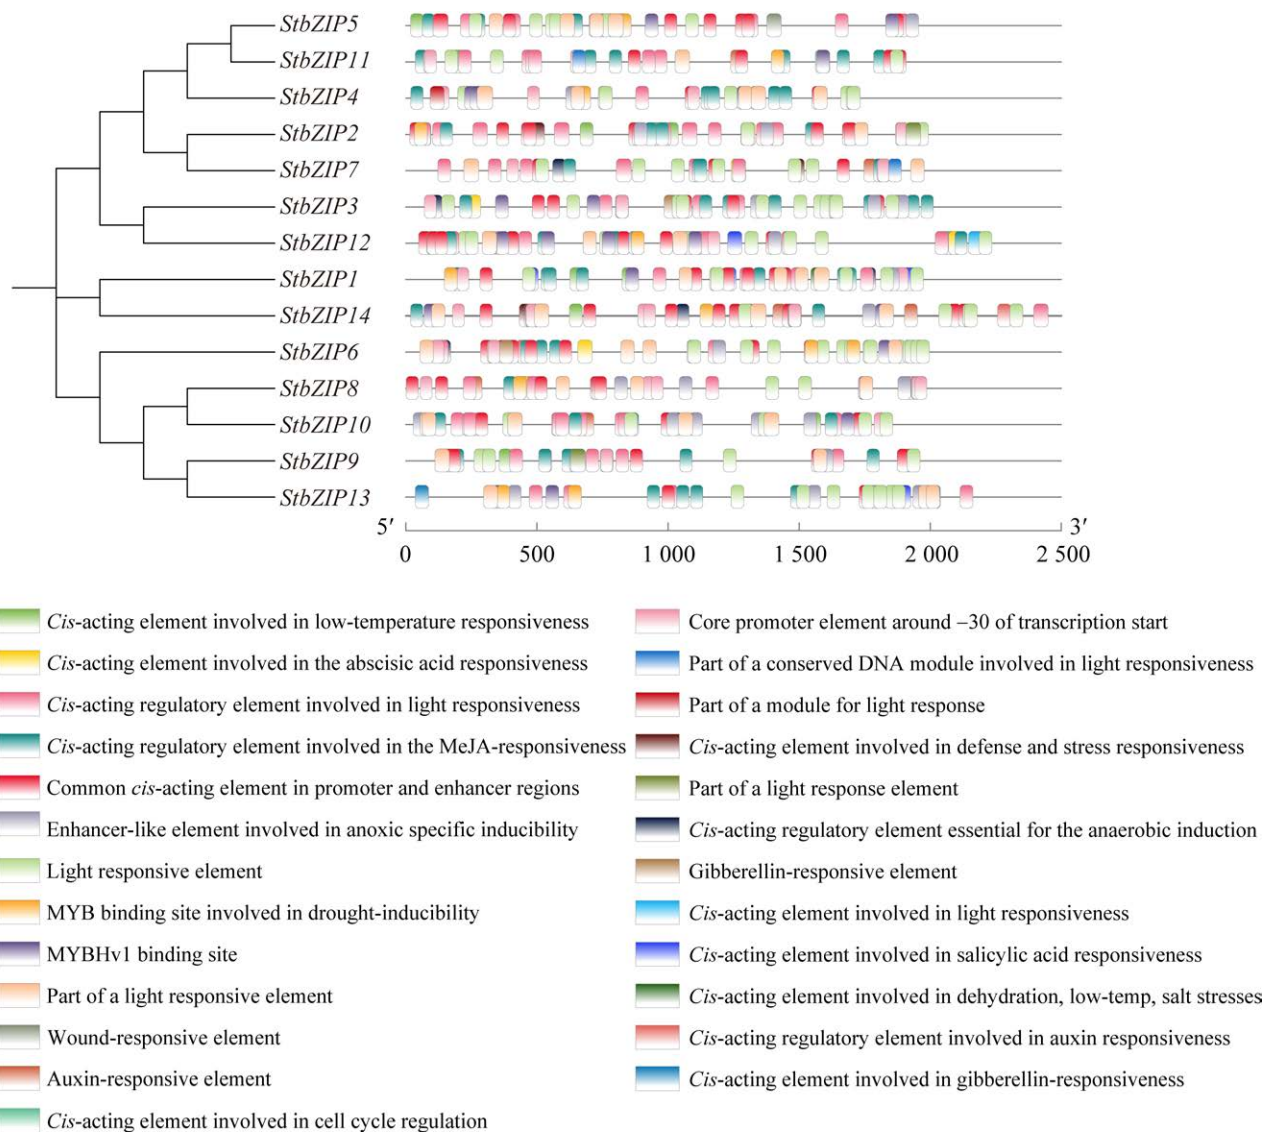 StbZIP5
StbZIP11
StbZIP4
StbZIP2
StbZIP7
StbZIP3
StbZIP12
StbZIP1
StbZIP14
StbZIP6
StbZIP8
StbZIP10
StbZIP9
StbZIP13
5′ 3′
0 500 1 000 1 500 2 000 2 500
Cis-acting element involved in low-temperature responsiveness
Cis-acting element involved in the abscisic acid responsiveness
Cis-acting regulatory element involved in light responsiveness
Cis-acting regulatory element involved in the MeJA-responsiveness
Common cis-acting element in promoter and enhancer regions
Enhancer-like element involved in anoxic specific inducibility
Light responsive element
MYB binding site involved in drought-inducibility
MYBHv1 binding site
Part of a light responsive element
Wound-responsive element
Auxin-responsive element
Cis-acting element involved in cell cycle regulation
Core promoter element around −30 of transcription start
Part of a conserved DNA module involved in light responsiveness
Part of a module for light response
Cis-acting element involved in defense and stress responsiveness
Part of a light response element
Cis-acting regulatory element essential for the anaerobic induction
Gibberellin-responsive element
Cis-acting element involved in light responsiveness
Cis-acting element involved in salicylic acid responsiveness
Cis-acting element involved in dehydration, low-temp, salt stresses
Cis-acting regulatory element involved in auxin responsiveness
Cis-acting element involved in gibberellin-responsiveness